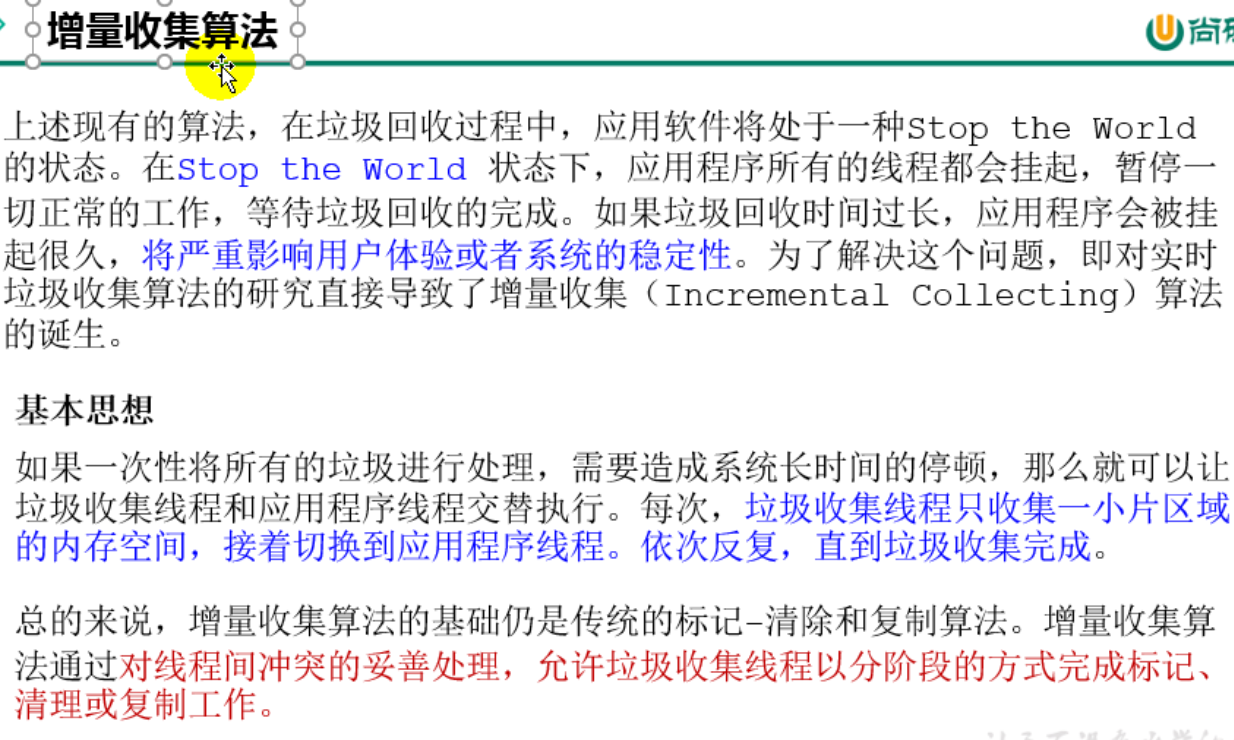 增量收集算法
尚
上述现有的算法，在垃圾回收过程中，应用软件将处于一种Stop the World
的状态。在Stop the World 状态下，应用程序所有的线程都会挂起，暂停一
切正常的工作，等待垃圾回收的完成。如果垃圾回收时间过长，应用程序会被挂
起很久，将严重影响用户体验或者系统的稳定性。为了解决这个问题，即对实时
垃圾收集算法的研究直接导致了增量收集（Incremental Collecting）算法
的诞生。
基本思想
如果一次性将所有的垃圾进行处理，需要造成系统长时间的停顿，那么就可以让
垃圾收集线程和应用程序线程交替执行。每次，垃圾收集线程只收集一小片区域
的内存空间，接着切换到应用程序线程。依次反复，直到垃圾收集完成。
总的来说，增量收集算法的基础仍是传统的标记-清除和复制算法。增量收集算
法通过对线程间冲突的妥善处理，允许垃圾收集线程以分阶段的方式完成标记、
清理或复制工作。